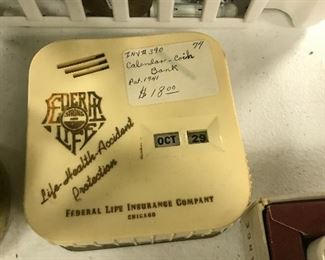 INV# 390 77
Calendar-Coin
Bank
Pat. 1941
$18.00
FEDERAL
LIFE
OCT 29
Life-Health-Accident
Protection
FEDERAL LIFE INSURANCE COMPANY
CHICAGO